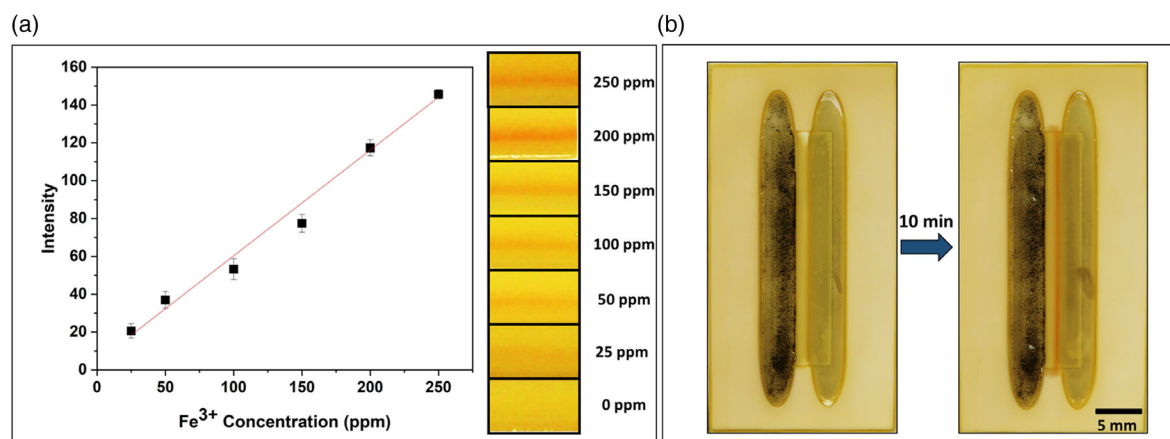 (a)
(b)
160
140
120
100
80
60
40
20
0
Intensity
0
50
100
150
200
250
Fe3+ Concentration (ppm)
250 ppm
200 ppm
150 ppm
100 ppm
50 ppm
25 ppm
0 ppm
10 min
5 mm